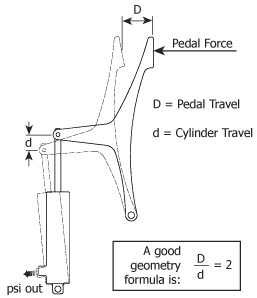 D
Pedal Force
D = Pedal Travel
d = Cylinder Travel
d
psi out
A good
geometry
formula is:
D
d
= 2